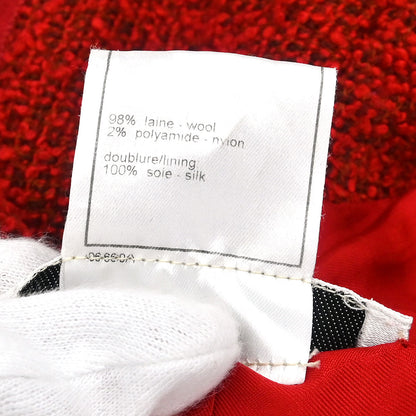 98% laine - wool
2% polyamide - nylon
doublure/lining
100% soie - silk